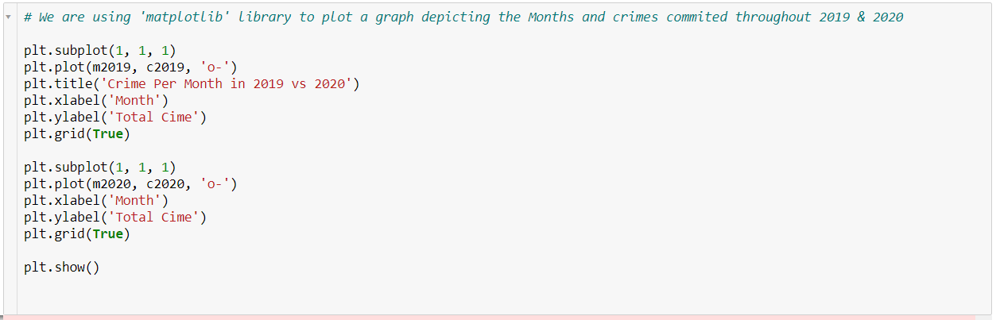 # We are using 'matplotlib' library to plot a graph depicting the Months and crimes commited throughout 2019 & 2020
plt.subplot(1, 1, 1)
plt.plot(m2019, c2019, 'o-')
plt.title('Crime Per Month in 2019 vs 2020')
plt.xlabel('Month')
plt.ylabel('Total Cime')
plt.grid(True)
plt.subplot(1, 1, 1)
plt.plot(m2020, c2020, 'o-')
plt.xlabel('Month')
plt.ylabel('Total Cime')
plt.grid(True)
plt.show()